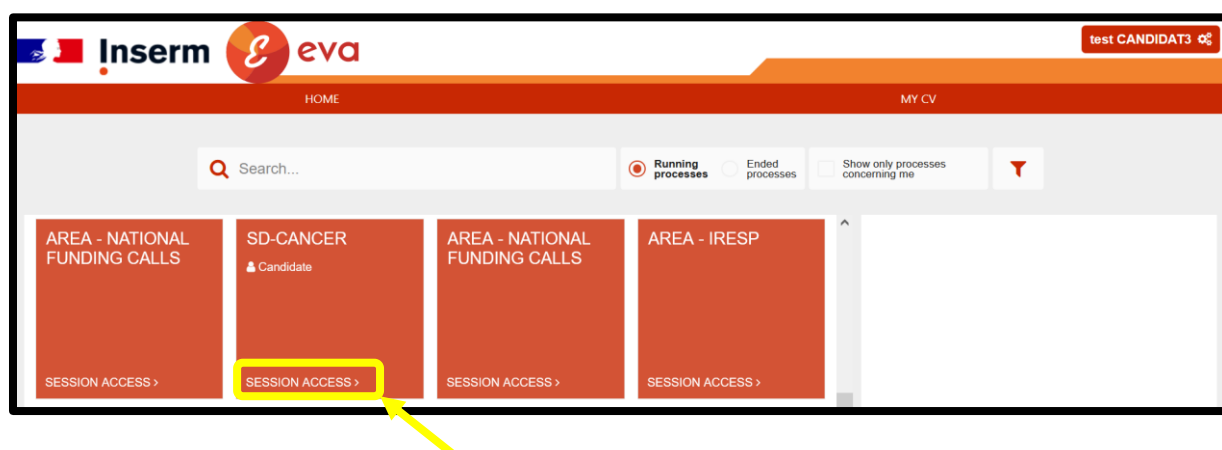 Inserm eva
test CANDIDAT3
HOME MY CV
Search...
Running
processes
Ended
processes
Show only processes
concerning me
AREA - NATIONAL
FUNDING CALLS
SESSION ACCESS >
SD-CANCER
Candidate
SESSION ACCESS >
AREA - NATIONAL
FUNDING CALLS
SESSION ACCESS >
AREA - IRESP
SESSION ACCESS >